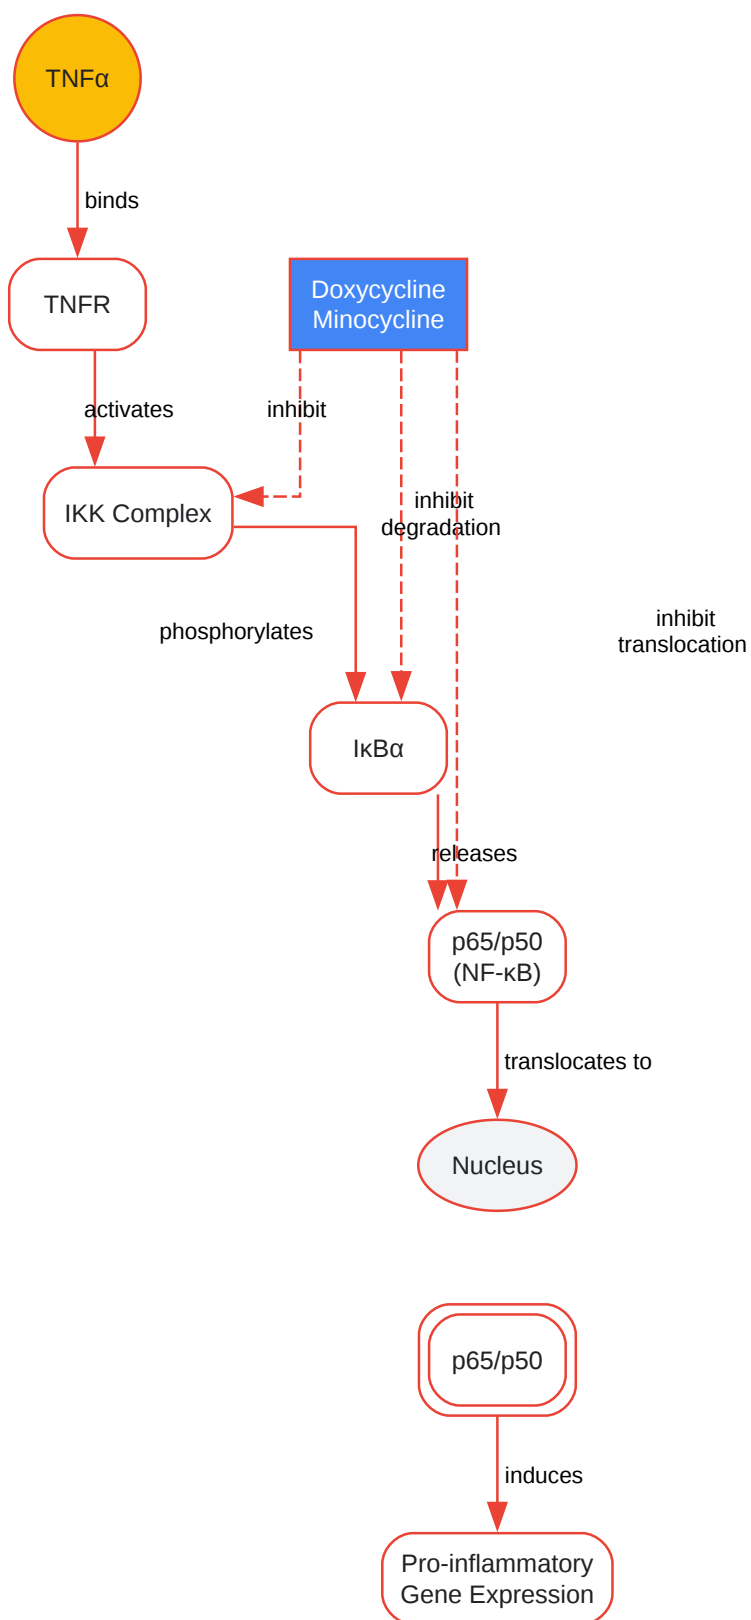 TNFα
binds
TNFR
Doxycycline
Minocycline
activates
inhibit
IKK Complex
inhibit
degradation
inhibit
translocation
phosphorylates
IκBα
releases
p65/p50
(NF-κB)
translocates to
Nucleus
p65/p50
induces
Pro-inflammatory
Gene Expression